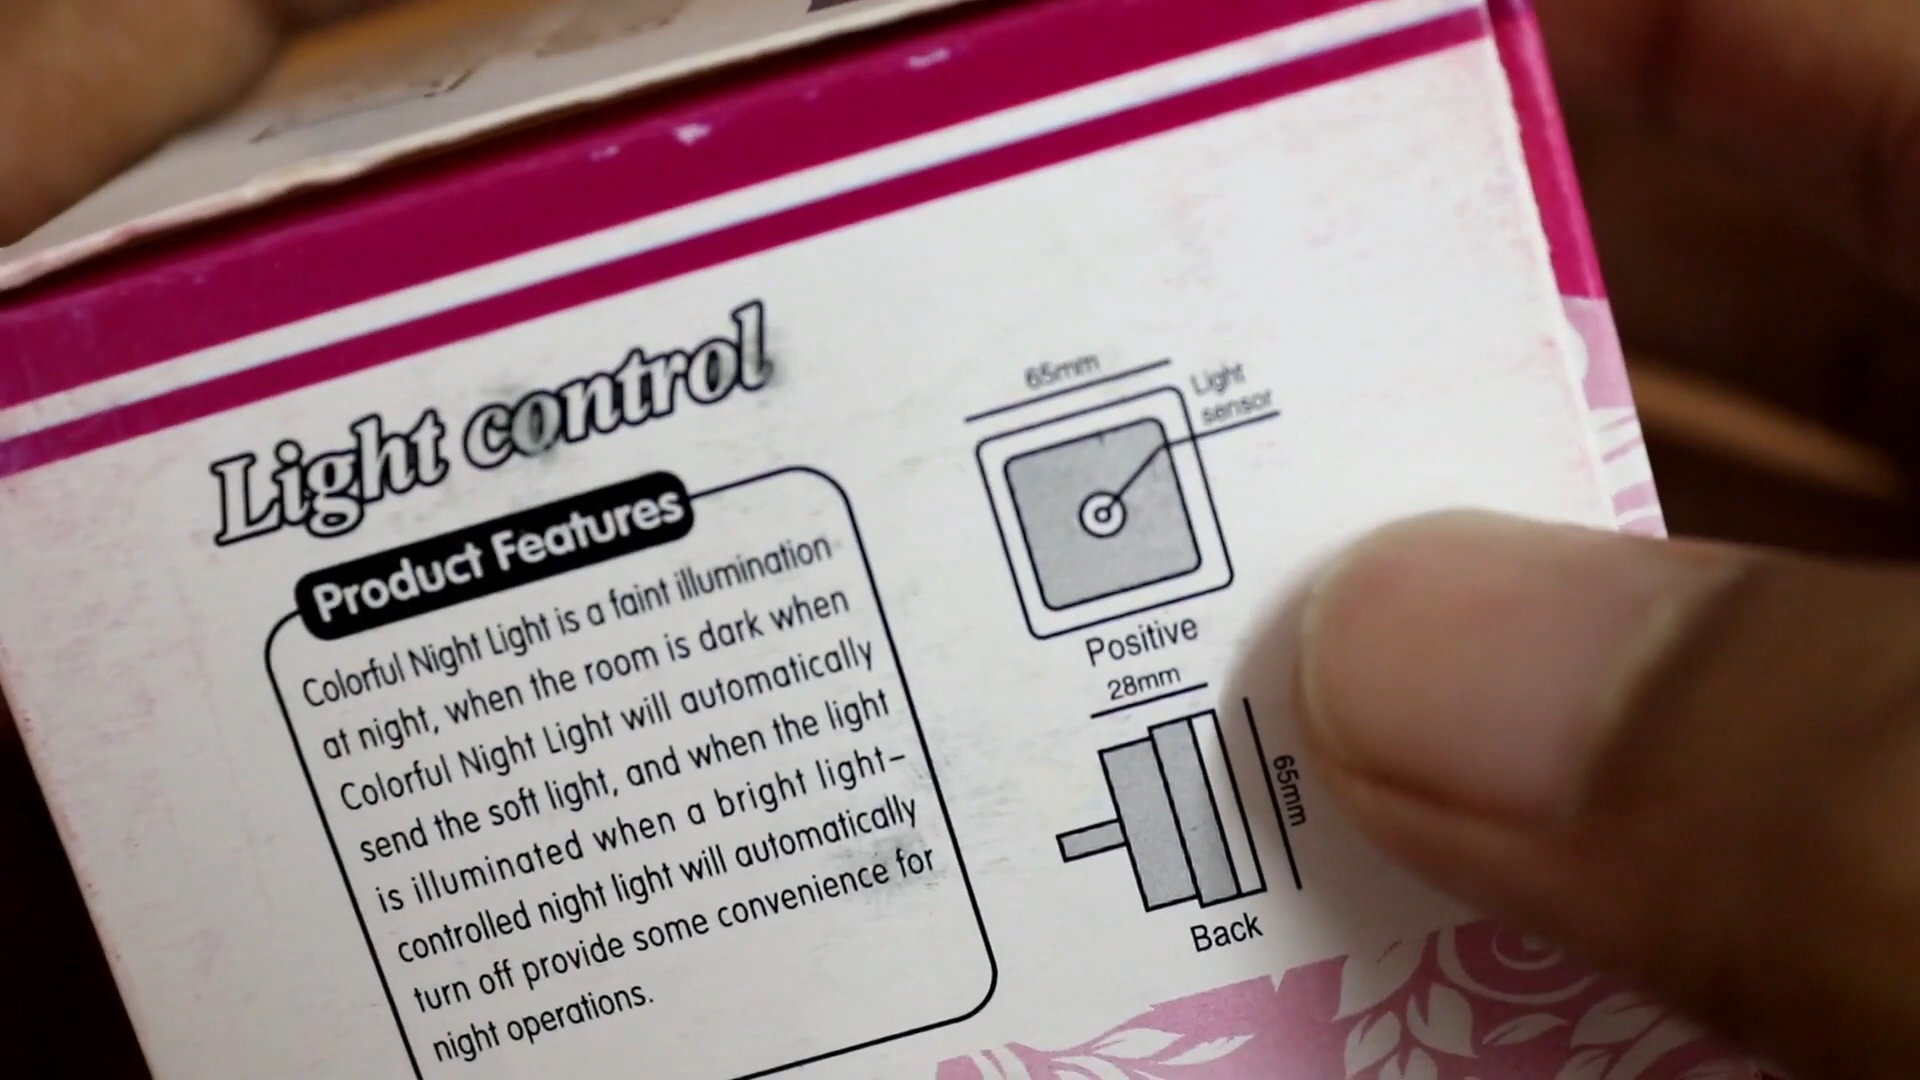 Light control
Product Features
Colorful Night Light is a faint illumination
at night, when the room is dark when
Colorful Night Light will automatically
send the soft light, and when the light
is illuminated when a bright light-
controlled night light will automatically
turn off provide some convenience for
night operations.
65mm
Light
sensor
Positive
28mm
65mm
Back